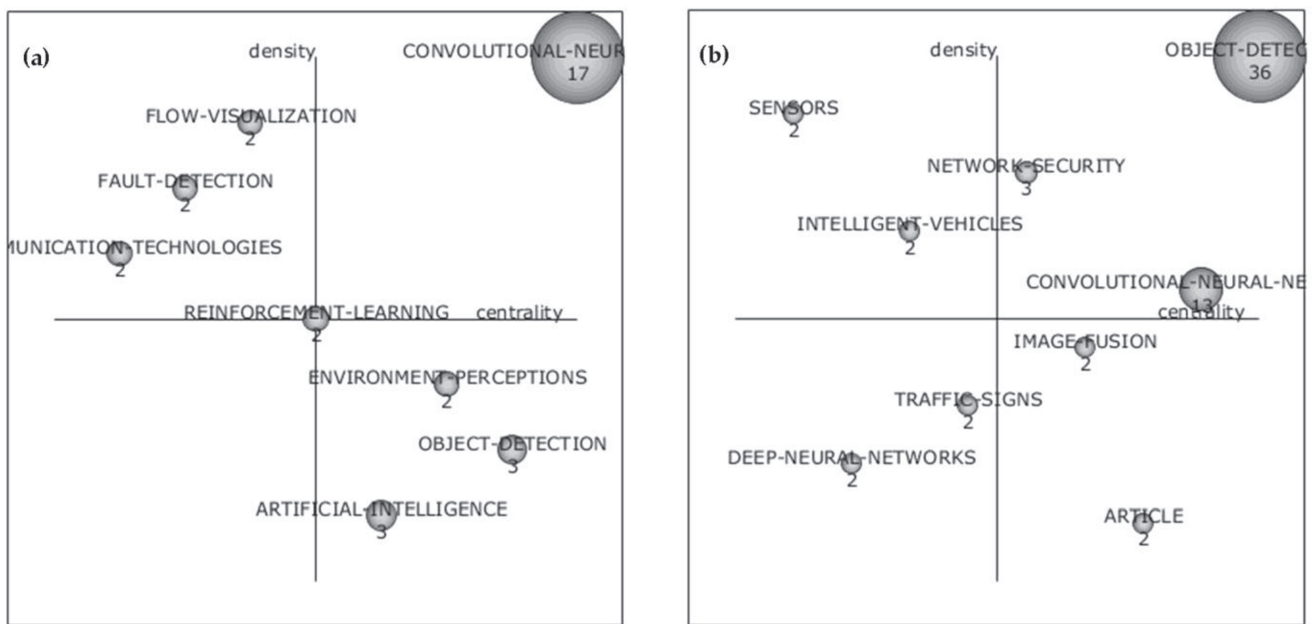 (a)
density
CONVOLUTIONAL-NEUR
17
FLOW-VISUALIZATION
2
FAULT-DETECTION
2
MUNICATION-TECHNOLOGIES
2
REINFORCEMENT-LEARNING
2
centrality
ENVIRONMENT-PERCEPTIONS
2
OBJECT-DETECTION
3
ARTIFICIAL-INTELLIGENCE
3
(b)
density
OBJECT-DETEC
36
SENSORS
2
NETWORK-SECURITY
3
INTELLIGENT-VEHICLES
2
CONVOLUTIONAL-NEURAL-NE
13
centrality
IMAGE-FUSION
2
TRAFFIC-SIGNS
2
DEEP-NEURAL-NETWORKS
2
ARTICLE
2